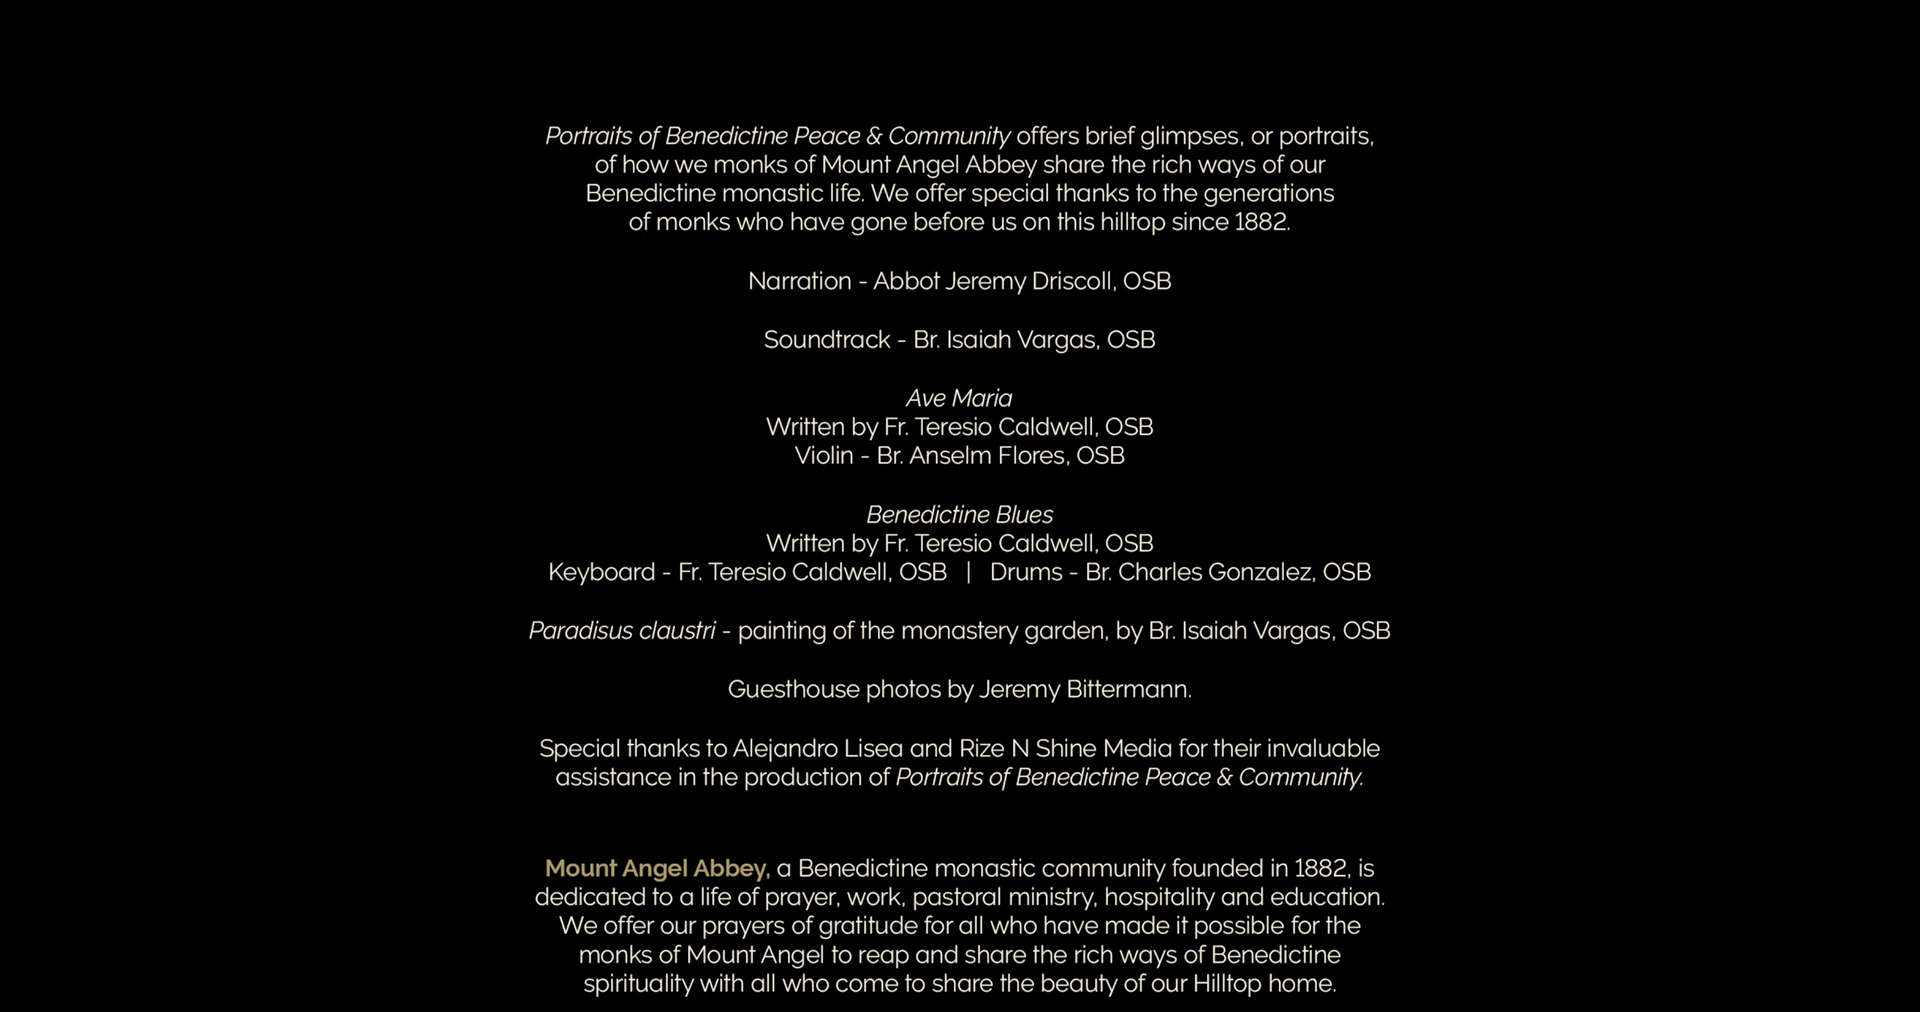 Portraits of Benedictine Peace & Community offers brief glimpses, or portraits,
of how we monks of Mount Angel Abbey share the rich ways of our
Benedictine monastic life. We offer special thanks to the generations
of monks who have gone before us on this hilltop since 1882.
Narration - Abbot Jeremy Driscoll, OSB
Soundtrack - Br. Isaiah Vargas, OSB
Ave Maria
Written by Fr. Teresio Caldwell, OSB
Violin - Br. Anselm Flores, OSB
Benedictine Blues
Written by Fr. Teresio Caldwell, OSB
Keyboard - Fr. Teresio Caldwell, OSB | Drums - Br. Charles Gonzalez, OSB
Paradisus claustri - painting of the monastery garden, by Br. Isaiah Vargas, OSB
Guesthouse photos by Jeremy Bittermann.
Special thanks to Alejandro Lisea and Rize N Shine Media for their invaluable
assistance in the production of Portraits of Benedictine Peace & Community.
Mount Angel Abbey, a Benedictine monastic community founded in 1882, is
dedicated to a life of prayer, work, pastoral ministry, hospitality and education.
We offer our prayers of gratitude for all who have made it possible for the
monks of Mount Angel to reap and share the rich ways of Benedictine
spirituality with all who come to share the beauty of our Hilltop home.